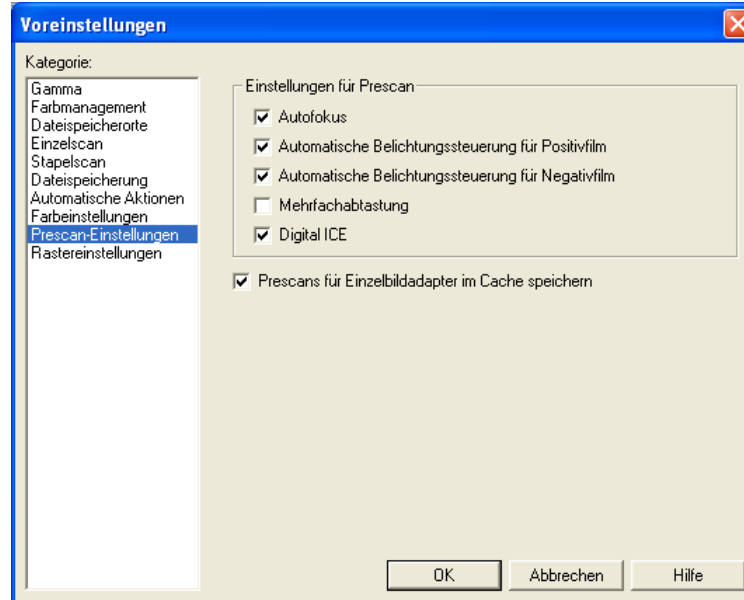 Voreinstellungen
Kategorie:
Gamma
Farbmanagement
Dateispeicherorte
Einzelscan
Stapelscan
Dateispeicherung
Automatische Aktionen
Farbeinstellungen
Prescan-Einstellungen
Rastereinstellungen
Einstellungen für Prescan
Autofokus
Automatische Belichtungssteuerung für Positivfilm
Automatische Belichtungssteuerung für Negativfilm
Mehrfachabtastung
Digital ICE
Prescans für Einzelbildadapter im Cache speichern
OK
Abbrechen
Hilfe